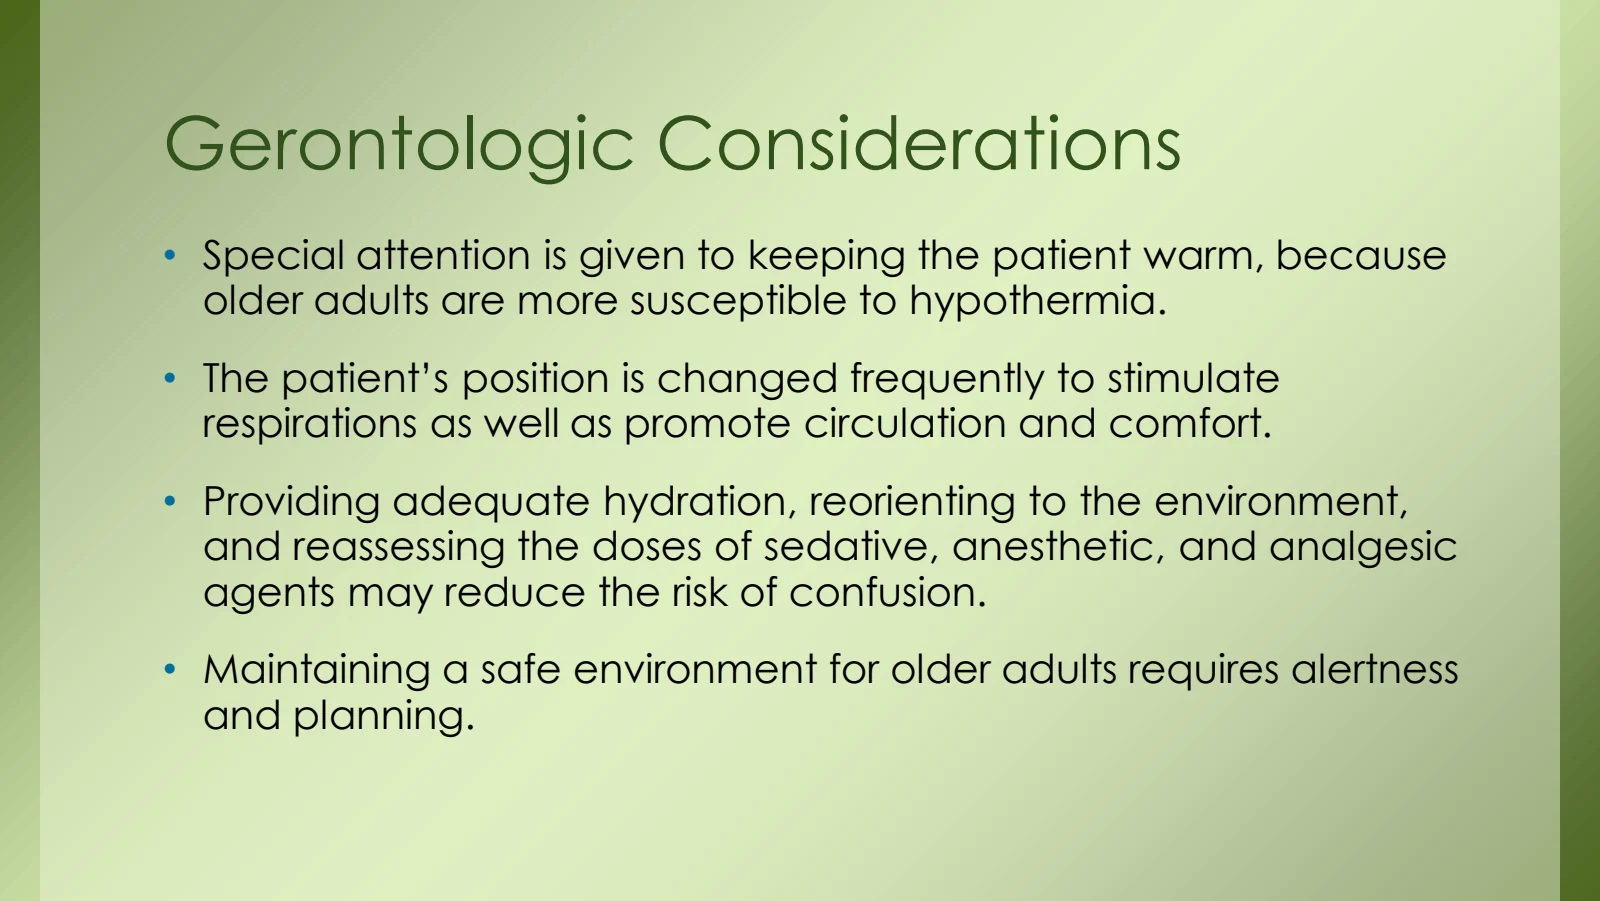 Gerontologic Considerations
• Special attention is given to keeping the patient warm, because
older adults are more susceptible to hypothermia.
• The patient’s position is changed frequently to stimulate
respirations as well as promote circulation and comfort.
• Providing adequate hydration, reorienting to the environment,
and reassessing the doses of sedative, anesthetic, and analgesic
agents may reduce the risk of confusion.
• Maintaining a safe environment for older adults requires alertness
and planning.